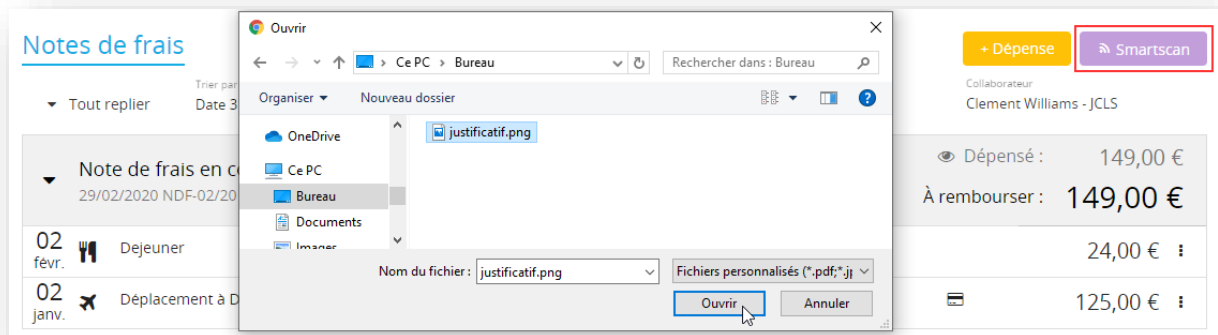 Notes de frais
+ Dépense
Smartscan
Trier par
Tout replier
Date 3
Collaborateur
Clement Williams - JCLS
Note de frais en c
29/02/2020 NDF-02/20
Dépensé :
149,00 €
À rembourser :
149,00 €
02
févr.
Dejeuner
24,00 €
02
janv.
Déplacement à D
125,00 €
Ouvrir
Ce PC
Bureau
Rechercher dans : Bureau
Organiser
Nouveau dossier
OneDrive
Ce PC
Bureau
Documents
Images
justificatif.png
Nom du fichier :
justificatif.png
Fichiers personnalisés (*.pdf;*.jp
Ouvrir
Annuler